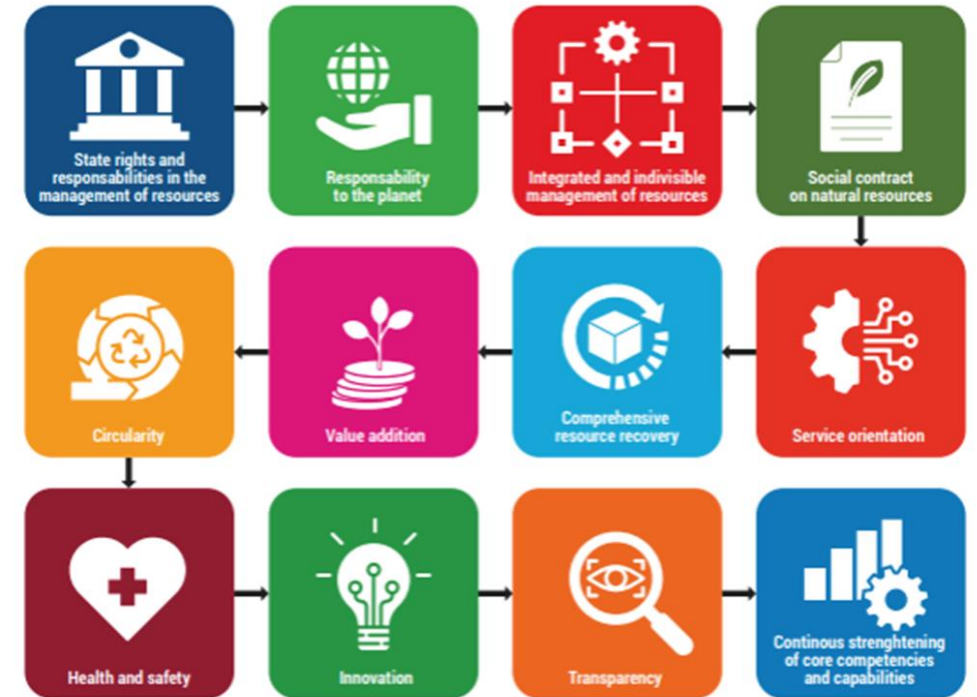 State rights and
responsabilities in the
management of resources
Responsability
to the planet
Integrated and indivisible
management of resources
Social contract
on natural resources
Circularity
Value addition
Comprehensive
resource recovery
Service orientation
Health and safety
Innovation
Transparency
Continous strenghtening
of core competencies
and capabilities